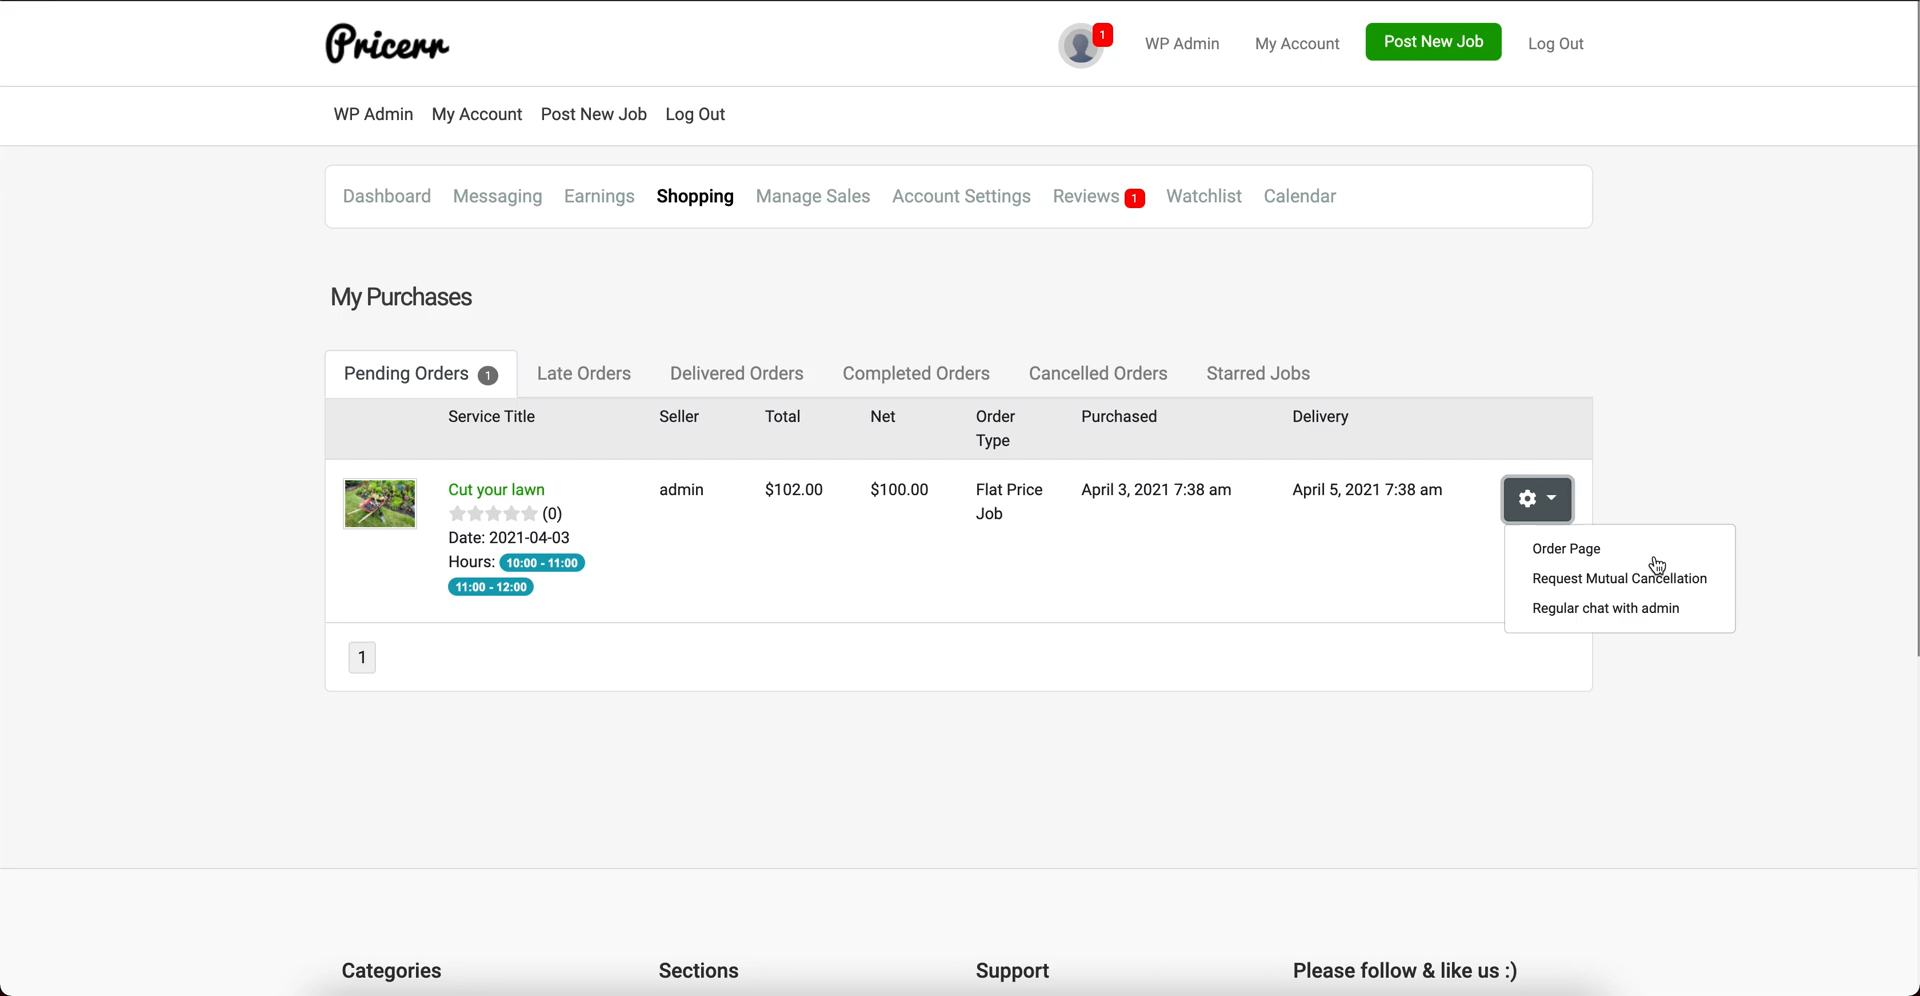 Pricerr
1
WP Admin
My Account
Post New Job
Log Out
WP Admin My Account Post New Job Log Out
Dashboard Messaging Earnings Shopping Manage Sales Account Settings Reviews 1 Watchlist Calendar
My Purchases
Pending Orders 1 Late Orders Delivered Orders Completed Orders Cancelled Orders Starred Jobs
Service Title Seller Total Net Order Type Purchased Delivery
Cut your lawn admin $102.00 $100.00 Flat Price Job April 3, 2021 7:38 am April 5, 2021 7:38 am
(0)
Date: 2021-04-03
Hours: 10:00 - 11:00
11:00 - 12:00
Order Page
Request Mutual Cancellation
Regular chat with admin
1
Categories Sections Support Please follow & like us :)